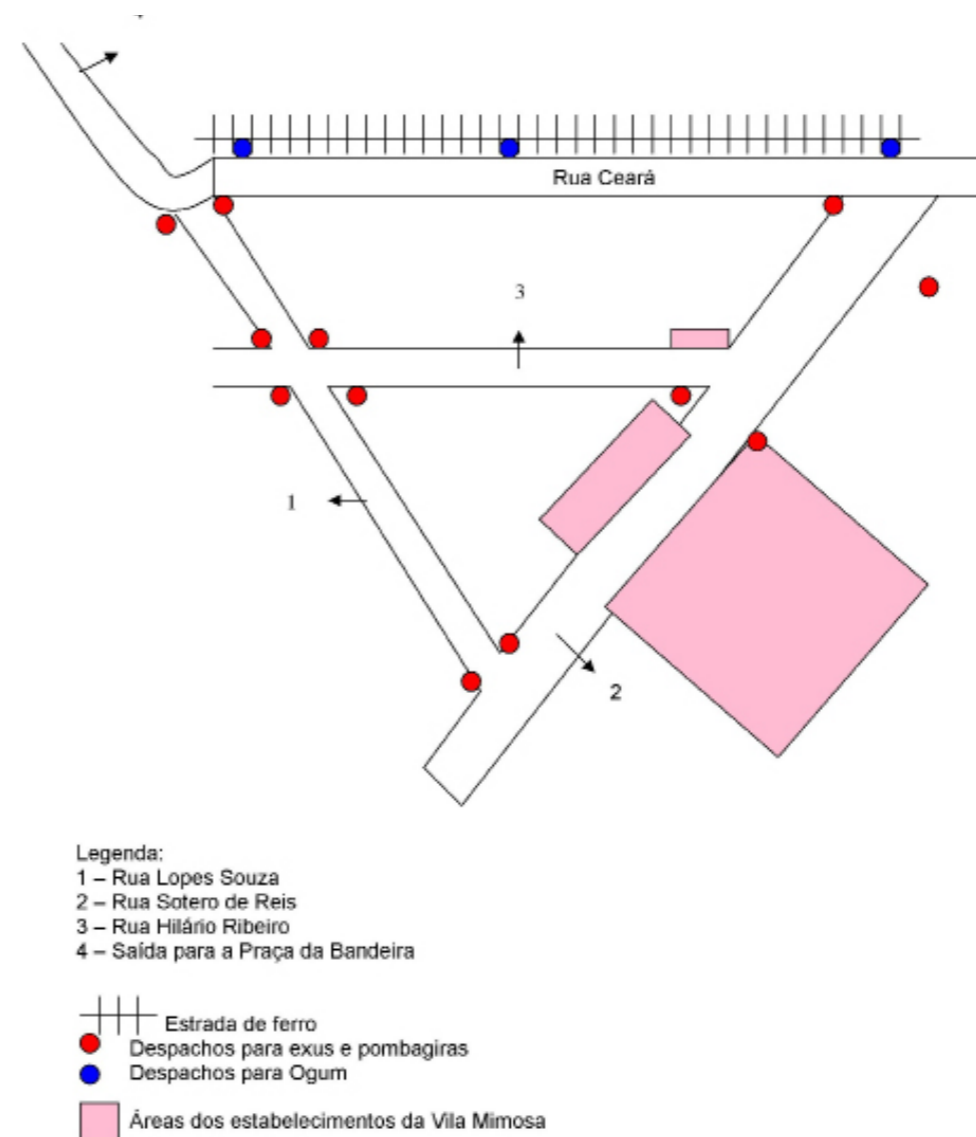 Rua Ceará
3
1
2
Legenda:
1 – Rua Lopes Souza
2 – Rua Sotero de Reis
3 – Rua Hilário Ribeiro
4 – Saída para a Praça da Bandeira
Estrada de ferro
Despachos para exus e pombagiras
Despachos para Ogum
Áreas dos estabelecimentos da Vila Mimosa